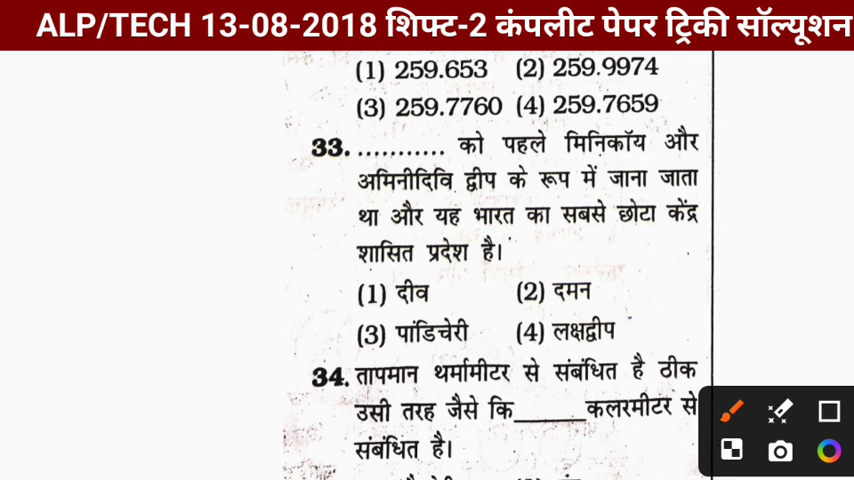 ALP/TECH 13-08-2018 शिफ्ट-2 कंपलीट पेपर ट्रिकी सॉल्यूशन
(1) 259.653 (2) 259.9974
(3) 259.7760 (4) 259.7659
33. ........... को पहले मिनिकॉय और
अमिनीदिवि द्वीप के रूप में जाना जाता
था और यह भारत का सबसे छोटा केंद्र
शासित प्रदेश है।
(1) दीव (2) दमन
(3) पांडिचेरी (4) लक्षद्वीप
34. तापमान थर्मामीटर से संबंधित है ठीक
उसी तरह जैसे कि______कलरमीटर से
संबंधित है।